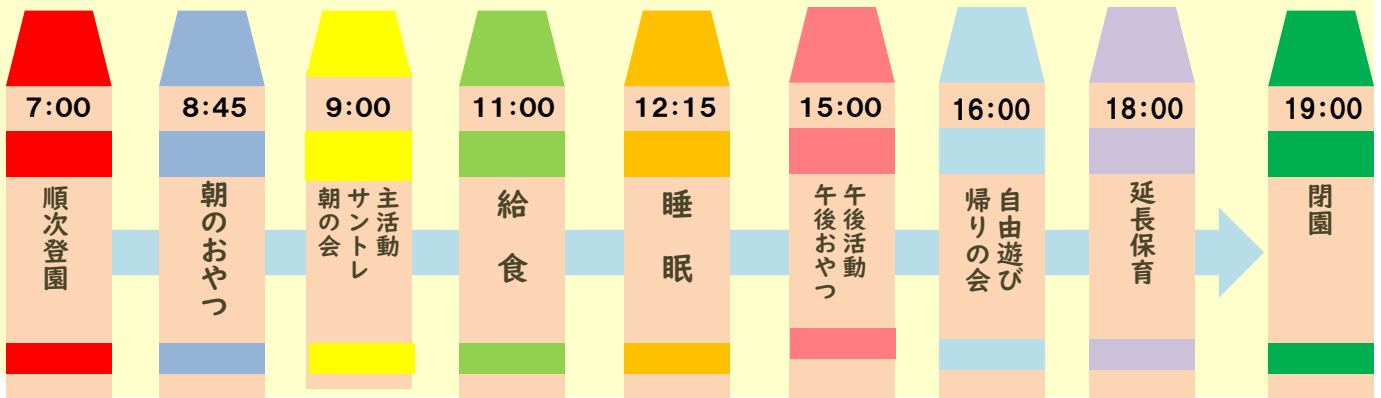 7:00
順次登園
8:45
朝のおやつ
9:00
主活動
サントレ
朝の会
11:00
給食
12:15
睡眠
15:00
午後活動
午後おやつ
16:00
自由遊び
帰りの会
18:00
延長保育
19:00
閉園